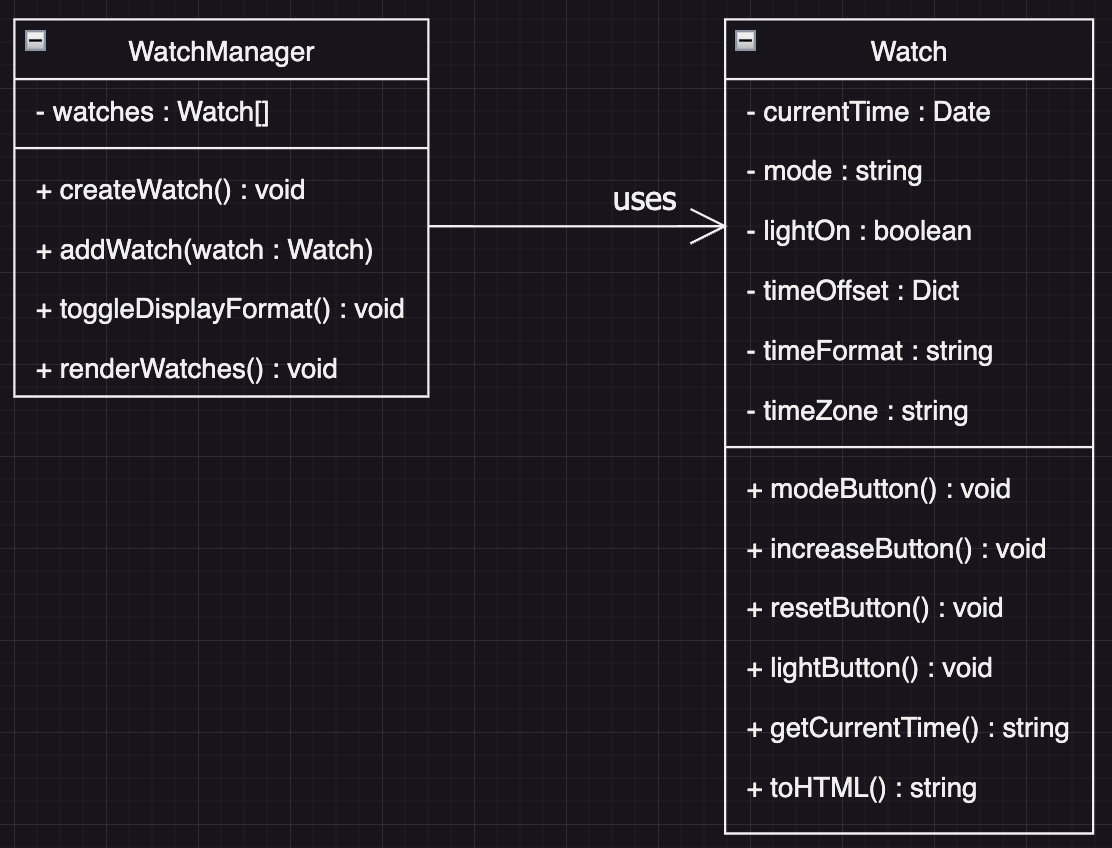 WatchManager
- watches : Watch[]
+ createWatch() : void
+ addWatch(watch : Watch)
+ toggleDisplayFormat() : void
+ renderWatches() : void
uses
Watch
- currentTime : Date
- mode : string
- lightOn : boolean
- timeOffset : Dict
- timeFormat : string
- timeZone : string
+ modeButton() : void
+ increaseButton() : void
+ resetButton() : void
+ lightButton() : void
+ getCurrentTime() : string
+ toHTML() : string